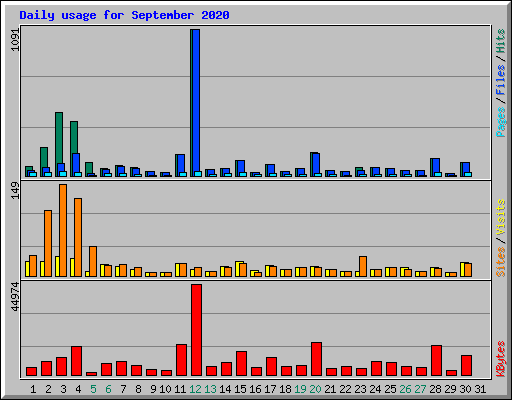 Daily usage for September 2020
1091
Pages / Files / Hits
149
Sites / Visits
44974
KBytes
1 2 3 4 5 6 7 8 9 10 11 12 13 14 15 16 17 18 19 20 21 22 23 24 25 26 27 28 29 30 31